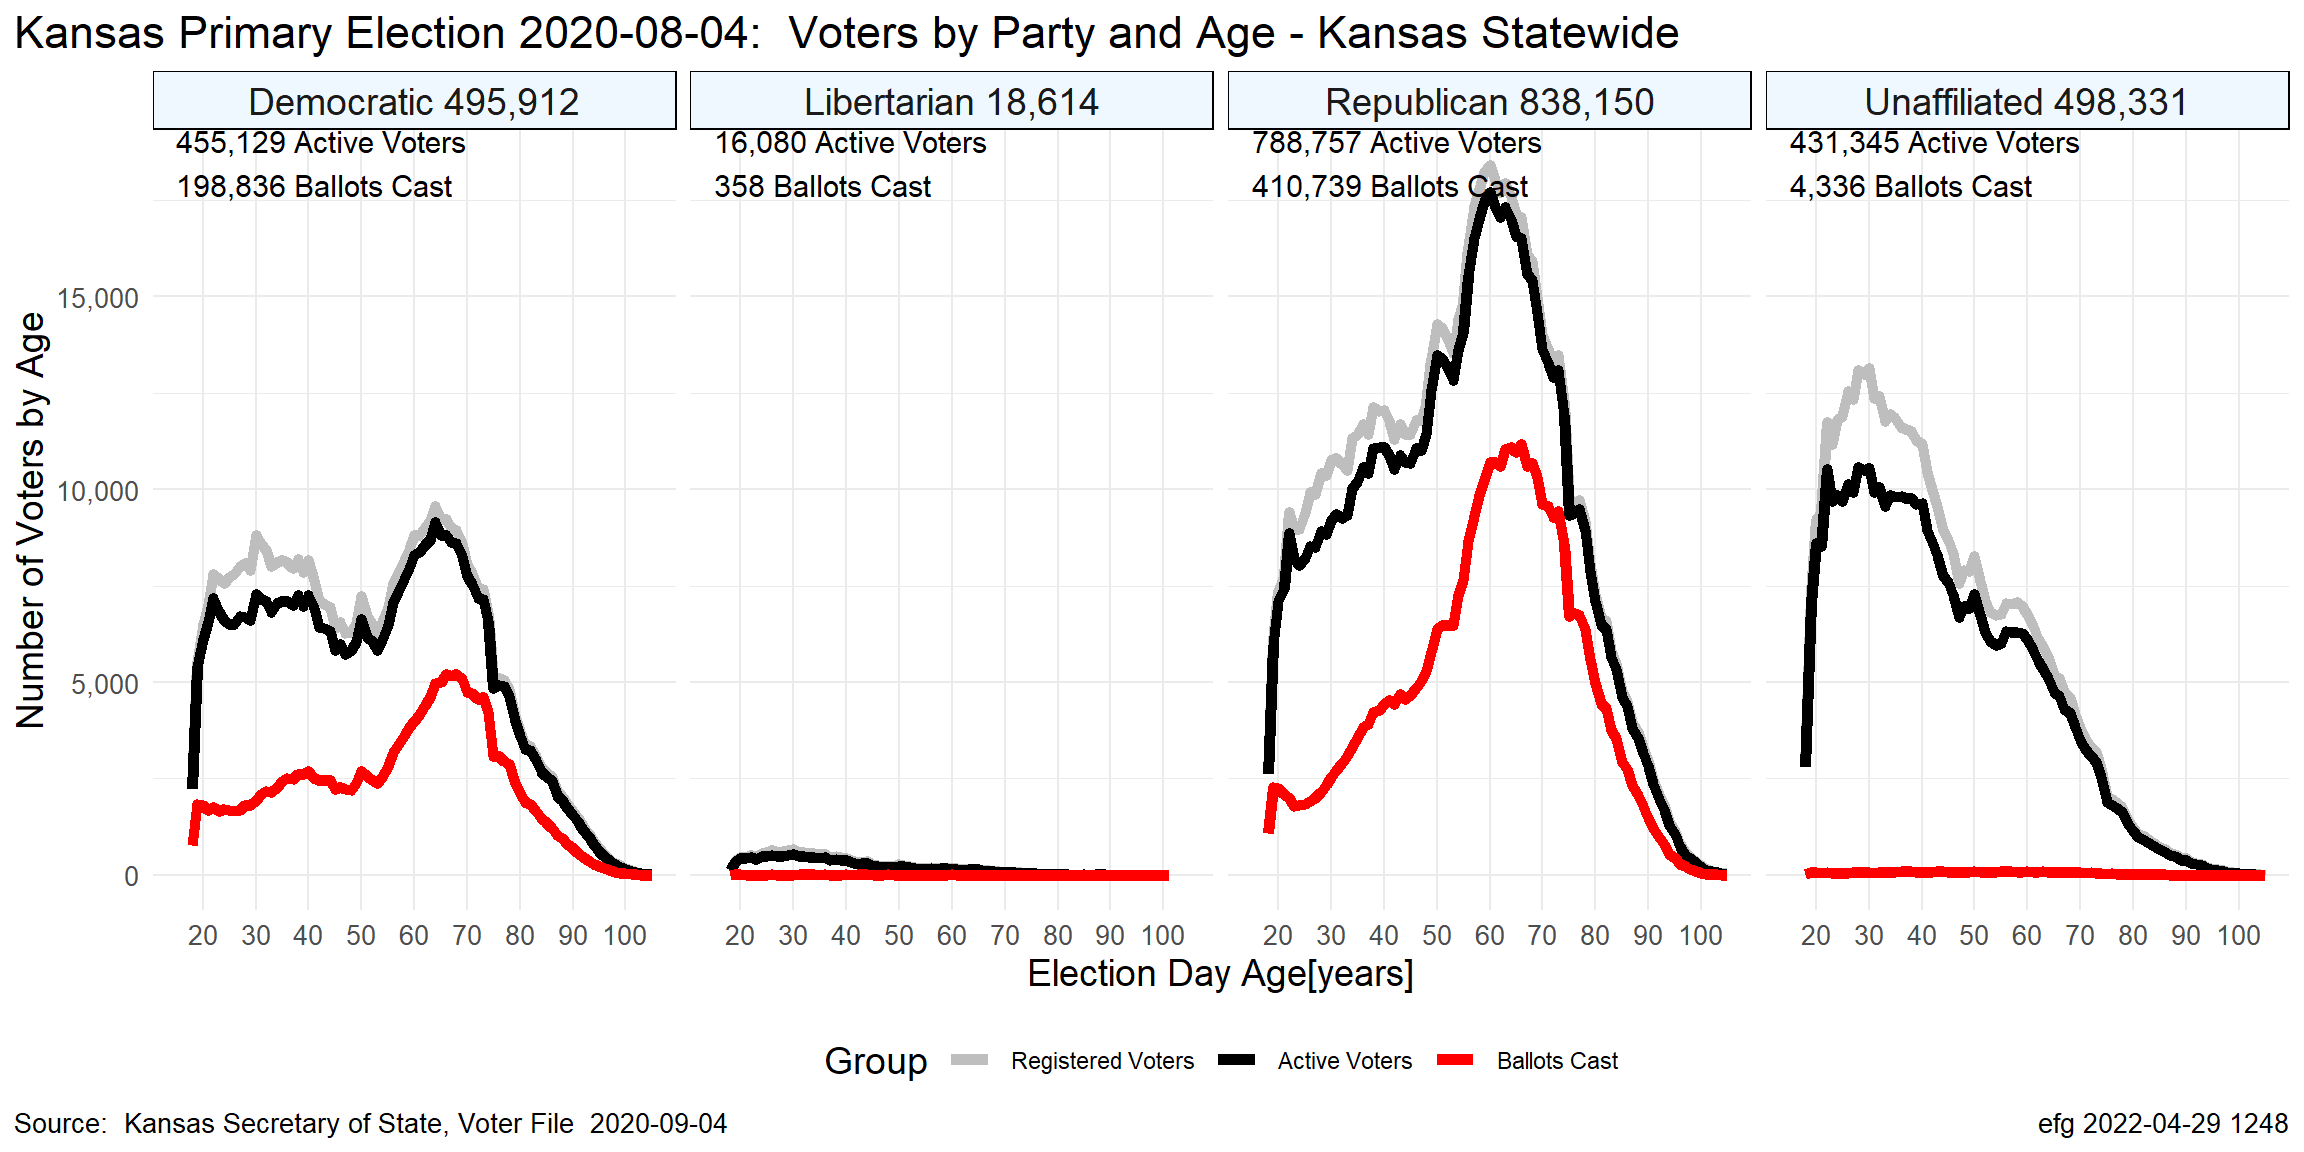 Kansas Primary Election 2020-08-04:  Voters by Party and Age - Kansas Statewide
Democratic 495,912
Libertarian 18,614
Republican 838,150
Unaffiliated 498,331
455,129 Active Voters
198,836 Ballots Cast
16,080 Active Voters
358 Ballots Cast
788,757 Active Voters
410,739 Ballots Cast
431,345 Active Voters
4,336 Ballots Cast
Number of Voters by Age
15,000
10,000
5,000
0
20 30 40 50 60 70 80 90 100
20 30 40 50 60 70 80 90 100
20 30 40 50 60 70 80 90 100
20 30 40 50 60 70 80 90 100
Election Day Age[years]
Group Registered Voters Active Voters Ballots Cast
Source:  Kansas Secretary of State, Voter File  2020-09-04
efg 2022-04-29 1248